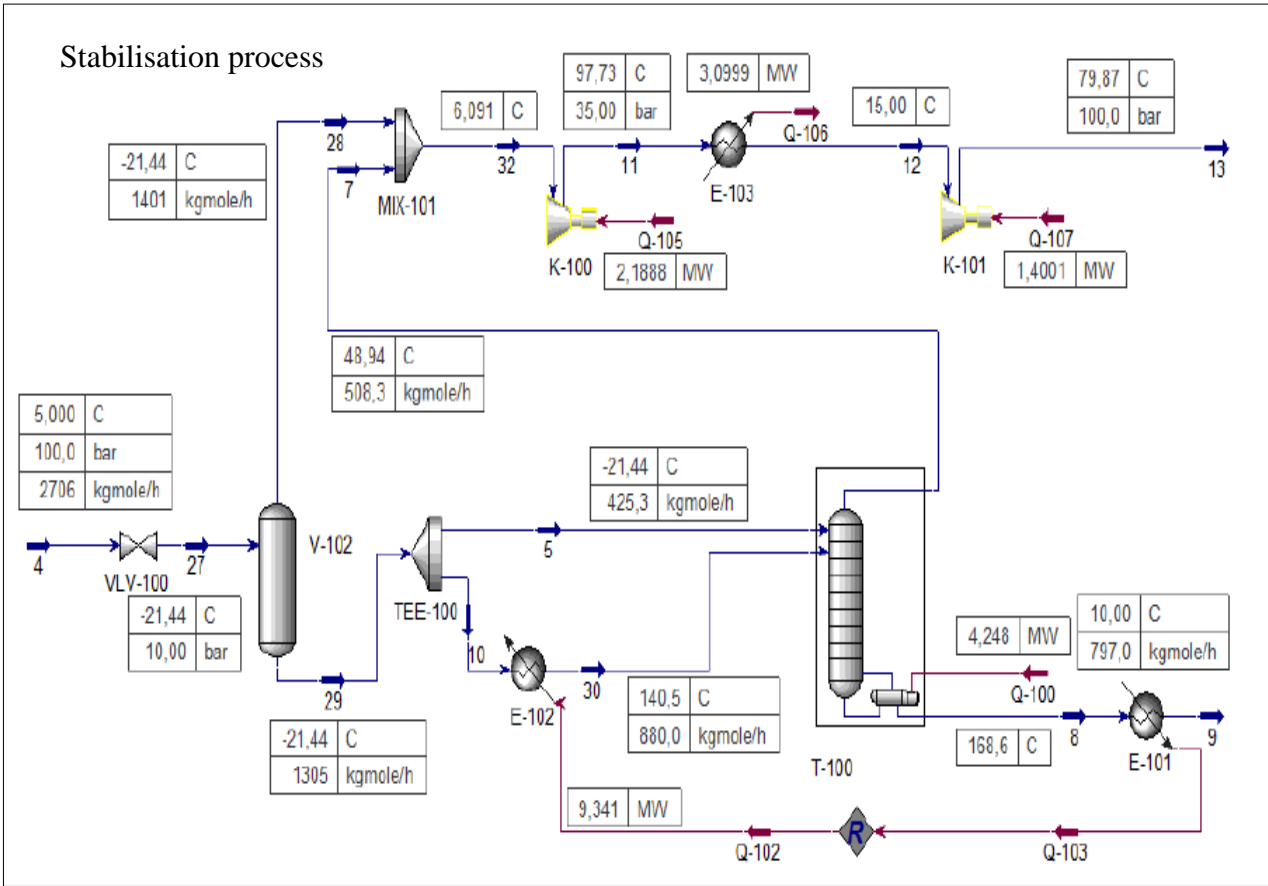 Stabilisation process
97,73 C
35,00 bar
3,0999 MW
79,87 C
100,0 bar
6,091 C
15,00 C
Q-106
28
11
12
13
-21,44 C
1401 kgmole/h
7
32
E-103
MIX-101
Q-105
K-100
2,1888 MW
Q-107
K-101
1,4001 MW
48,94 C
508,3 kgmole/h
5,000 C
100,0 bar
2706 kgmole/h
-21,44 C
425,3 kgmole/h
4
VLV-100
27
V-102
5
TEE-100
-21,44 C
10,00 bar
10
29
E-102
30
4,248 MW
10,00 C
797,0 kgmole/h
Q-100
140,5 C
880,0 kgmole/h
-21,44 C
1305 kgmole/h
8
9
168,6 C
E-101
T-100
9,341 MW
R
Q-102
Q-103